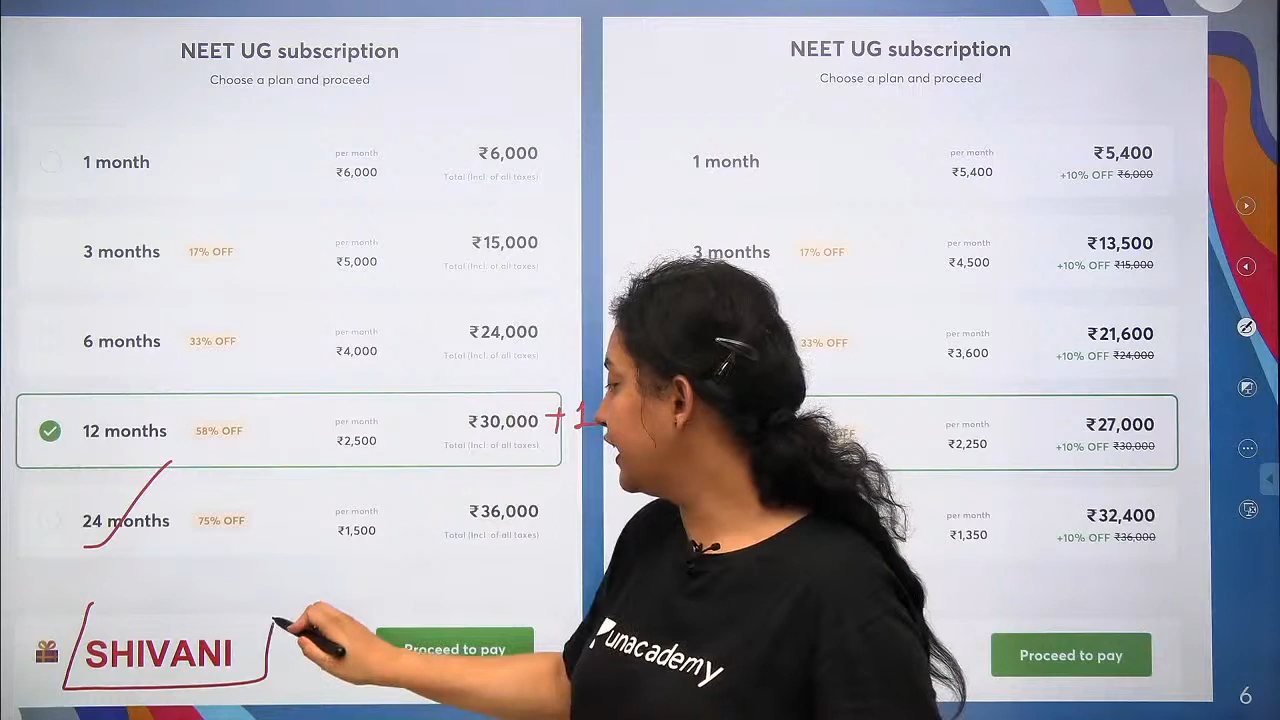 NEET UG subscription
Choose a plan and proceed
1 month
per month
₹6,000
₹6,000
Total (Incl. of all taxes)
3 months
17% OFF
per month
₹5,000
₹15,000
Total (Incl. of all taxes)
6 months
33% OFF
per month
₹4,000
₹24,000
Total (Incl. of all taxes)
12 months
58% OFF
per month
₹2,500
₹30,000
Total (Incl. of all taxes)
+1
24 months
75% OFF
per month
₹1,500
₹36,000
Total (Incl. of all taxes)
SHIVANI
Proceed to pay
NEET UG subscription
Choose a plan and proceed
1 month
per month
₹5,400
₹5,400
+10% OFF ₹6,000
3 months
17% OFF
per month
₹4,500
₹13,500
+10% OFF ₹15,000
33% OFF
per month
₹3,600
₹21,600
+10% OFF ₹24,000
per month
₹2,250
₹27,000
+10% OFF ₹30,000
per month
₹1,350
₹32,400
+10% OFF ₹36,000
Proceed to pay
unacademy
6